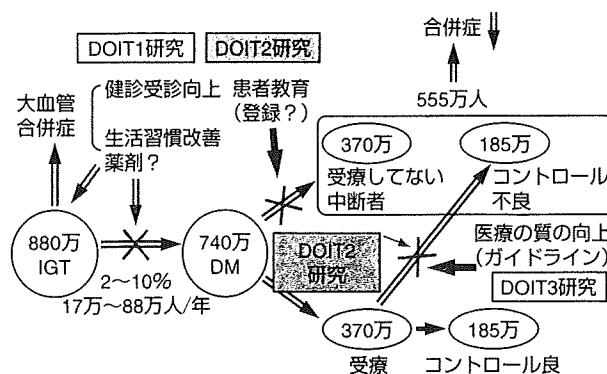 合併症
DOIT1研究
DOIT2研究
555万人
大血管
合併症
健診受診向上
生活習慣改善
薬剤?
患者教育
(登録?)
370万
受療してない
中断者
185万
コントロール
不良
880万
IGT
2~10%
17万~88万人/年
740万
DM
DOIT2
研究
医療の質の向上
(ガイドライン)
DOIT3研究
370万
受療
185万
コントロール良